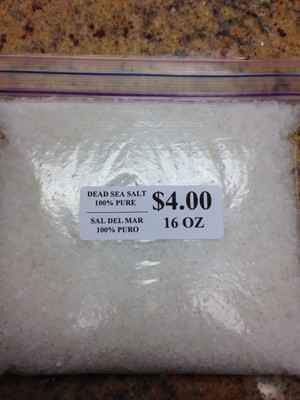 DEAD SEA SALT
100% PURE
SAL DEL MAR
100% PURO
$4.00
16 OZ